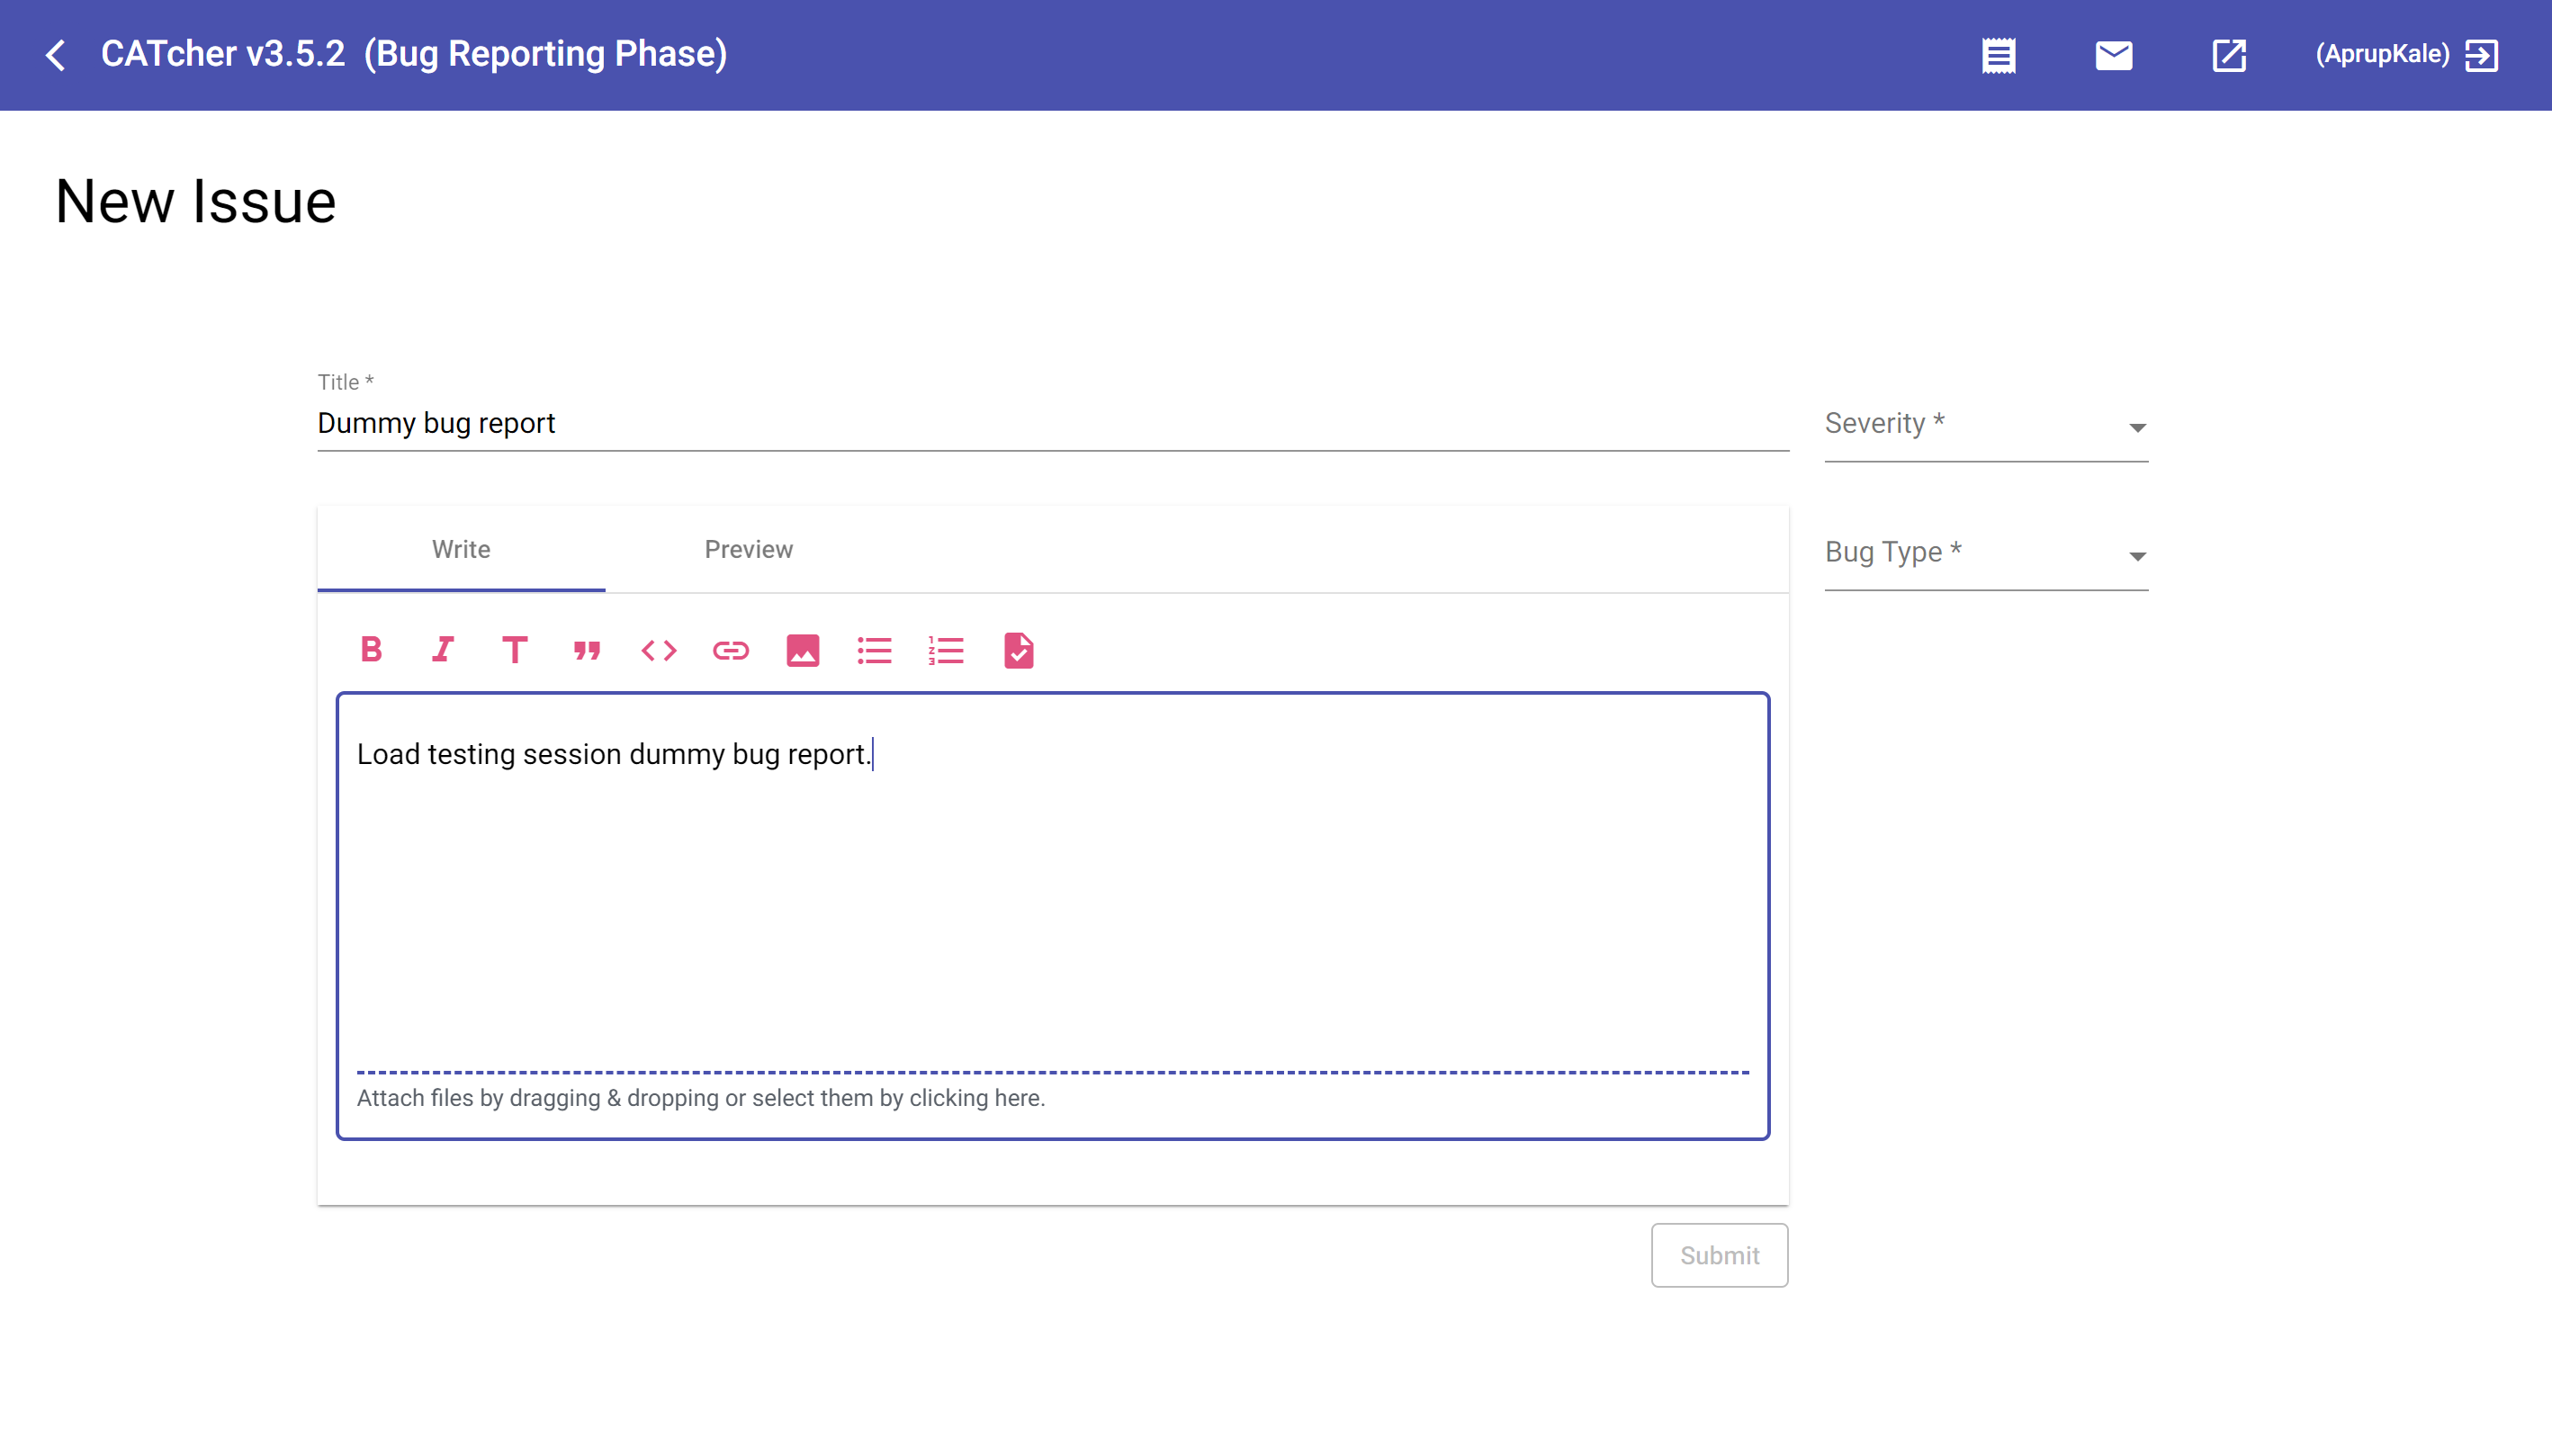 CATcher v3.5.2 (Bug Reporting Phase)
(AprupKale)
New Issue
Title *
Dummy bug report
Severity *
Write
Preview
Bug Type *
Load testing session dummy bug report.
Attach files by dragging & dropping or select them by clicking here.
Submit